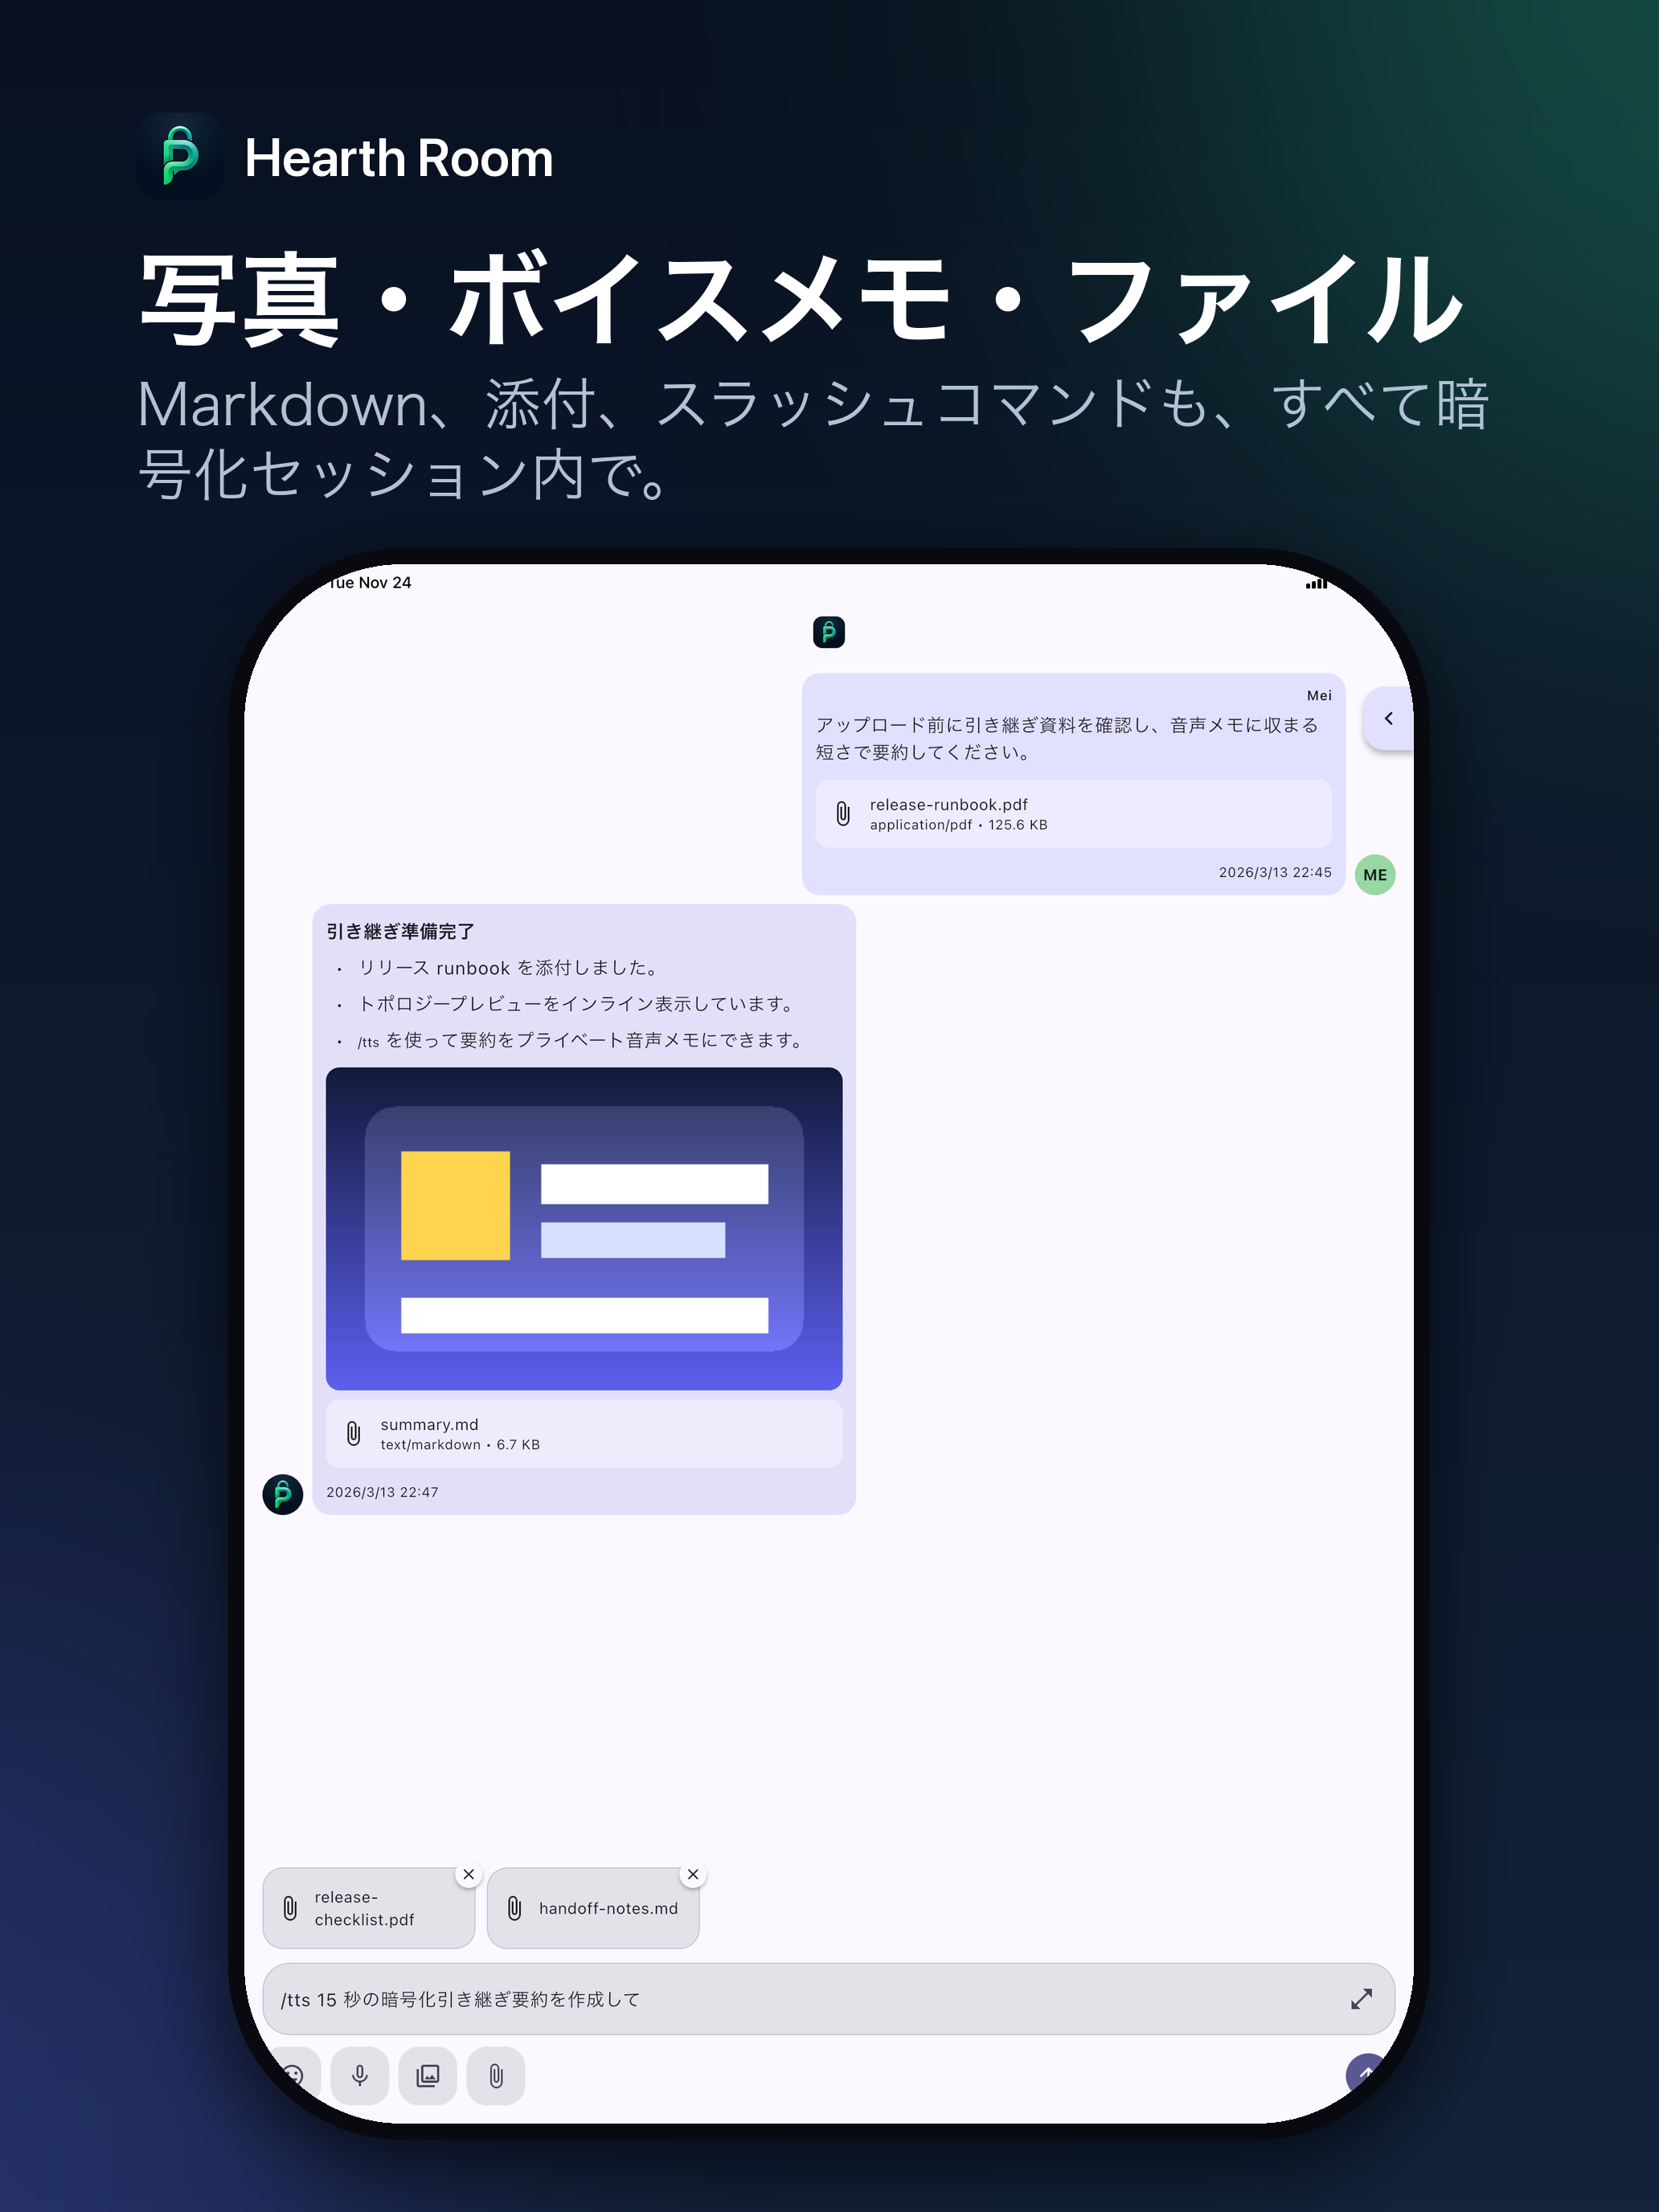 Hearth Room
写真・ボイスメモ・ファイル
Markdown、添付、スラッシュコマンドも、すべて暗
号化セッション内で。
Tue Nov 24
Mei
アップロード前に引き継ぎ資料を確認し、音声メモに収まる
短さで要約してください。
release-runbook.pdf
application/pdf • 125.6 KB
2026/3/13 22:45
ME
引き継ぎ準備完了
• リリース runbook を添付しました。
• トポロジープレビューをインライン表示しています。
• /tts を使って要約をプライベート音声メモにできます。
summary.md
text/markdown • 6.7 KB
2026/3/13 22:47
release-
checklist.pdf
handoff-notes.md
/tts 15 秒の暗号化引き継ぎ要約を作成して